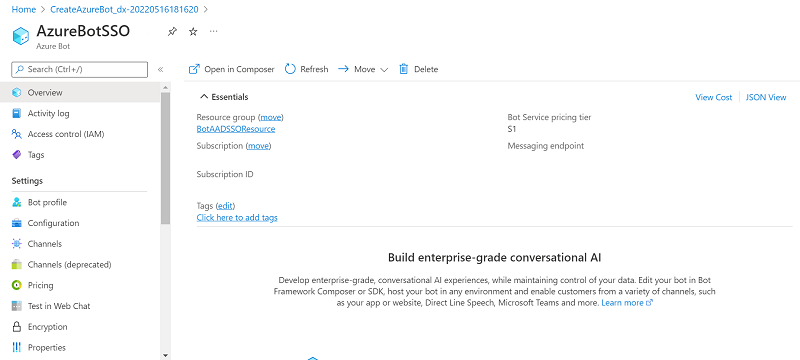 Home > CreateAzureBot_dx-20220516181620 >
AzureBotSSO
Azure Bot
Search (Ctrl+/)
Overview
Activity log
Access control (IAM)
Tags
Settings
Bot profile
Configuration
Channels
Channels (deprecated)
Pricing
Test in Web Chat
Encryption
Properties
Open in Composer Refresh Move Delete
Essentials View Cost | JSON View
Resource group (move)
BotAADSSOResource
Subscription (move)
Subscription ID
Tags (edit)
Click here to add tags
Bot Service pricing tier
S1
Messaging endpoint
Build enterprise-grade conversational AI
Develop enterprise-grade, conversational AI experiences, while maintaining control of your data. Edit your bot in Bot
Framework Composer or SDK, host your bot in any environment and enable customers from a variety of channels, such
as your app or website, Direct Line Speech, Microsoft Teams and more. Learn more